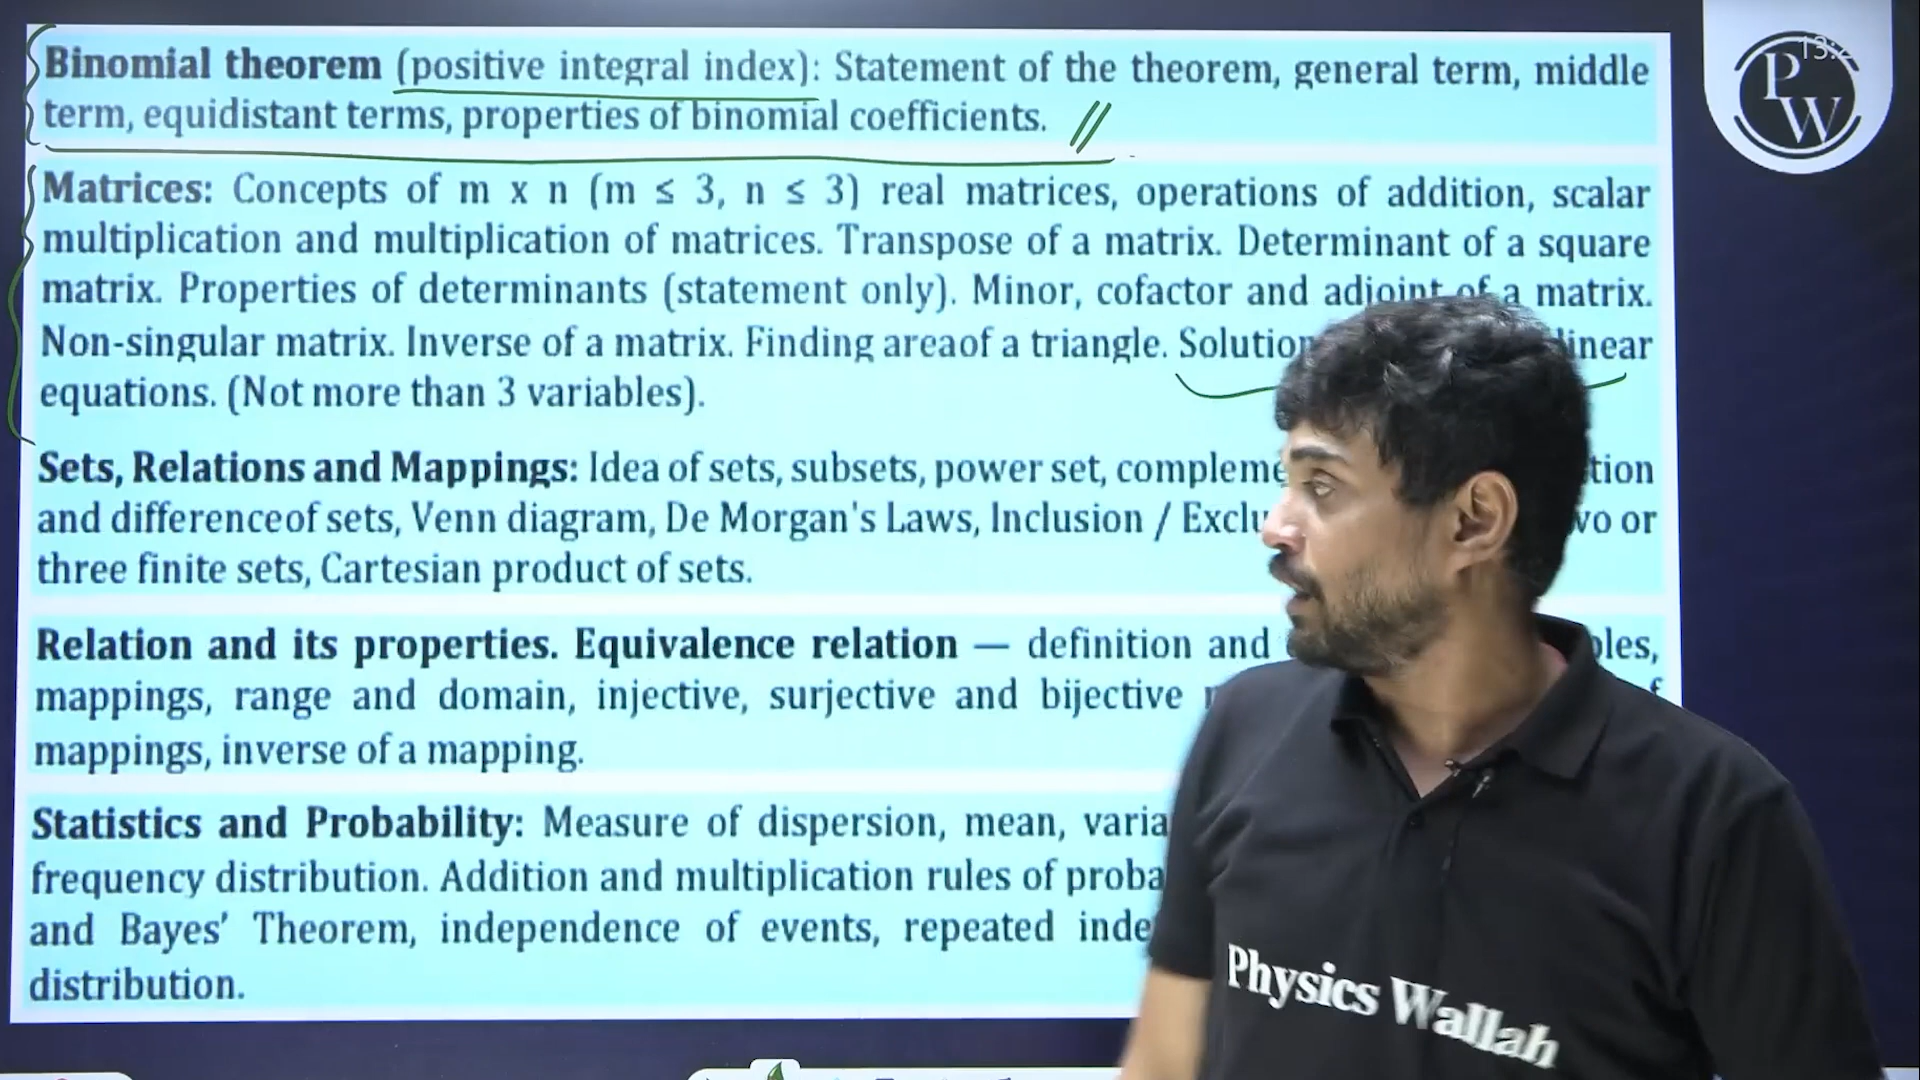 Binomial theorem (positive integral index): Statement of the theorem, general term, middle
term, equidistant terms, properties of binomial coefficients.
Matrices: Concepts of m x n (m ≤ 3, n ≤ 3) real matrices, operations of addition, scalar
multiplication and multiplication of matrices. Transpose of a matrix. Determinant of a square
matrix. Properties of determinants (statement only). Minor, cofactor and adjoint of a matrix.
Non-singular matrix. Inverse of a matrix. Finding areaof a triangle. Solution linear
equations. (Not more than 3 variables).
Sets, Relations and Mappings: Idea of sets, subsets, power set,
and differenceof sets, Venn diagram, De Morgan's Laws, Inclusion / or
three finite sets, Cartesian product of sets.
Relation and its properties. Equivalence relation — definition and
mappings, range and domain, injective, surjective and bijective
mappings, inverse of a mapping.
Statistics and Probability: Measure of dispersion, mean,
frequency distribution. Addition and multiplication rules of
and Bayes’ Theorem, independence of events, repeated
distribution.
P
W
Physics Wallah